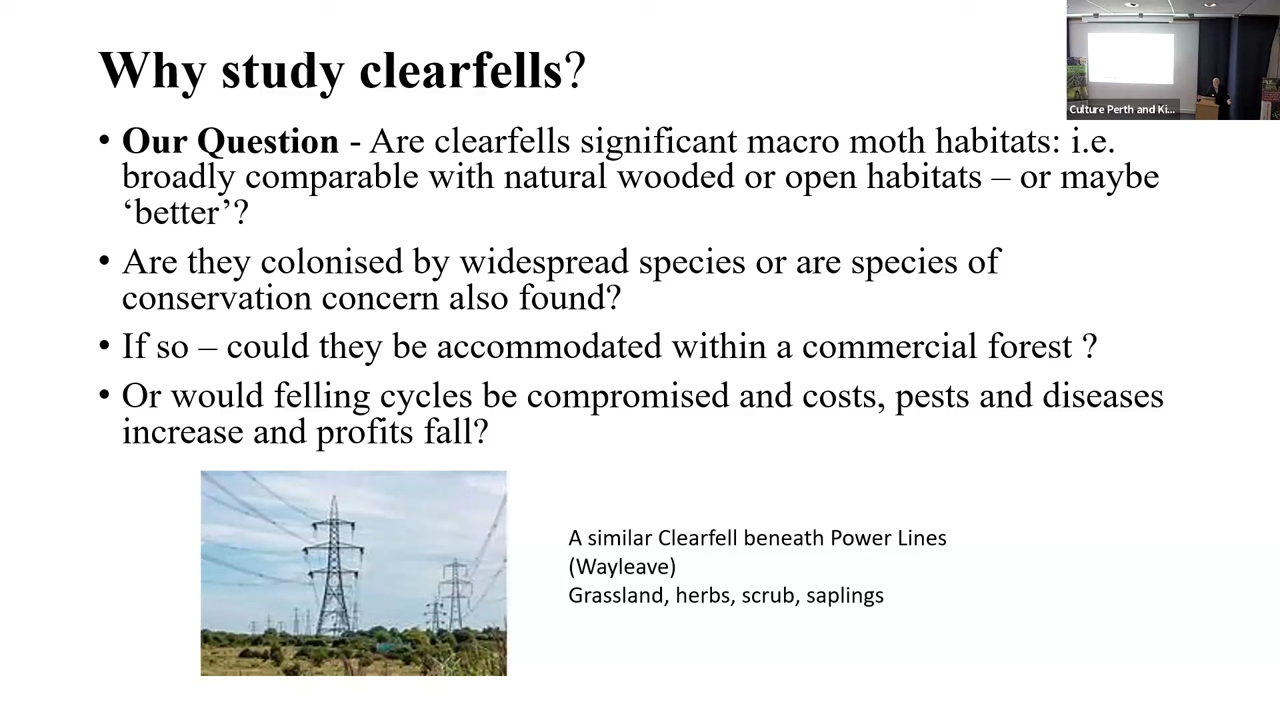 Why study clearfells?
• Our Question - Are clearfells significant macro moth habitats: i.e.
broadly comparable with natural wooded or open habitats – or maybe
‘better’?
• Are they colonised by widespread species or are species of
conservation concern also found?
• If so – could they be accommodated within a commercial forest ?
• Or would felling cycles be compromised and costs, pests and diseases
increase and profits fall?
A similar Clearfell beneath Power Lines
(Wayleave)
Grassland, herbs, scrub, saplings
Culture Perth and Ki...